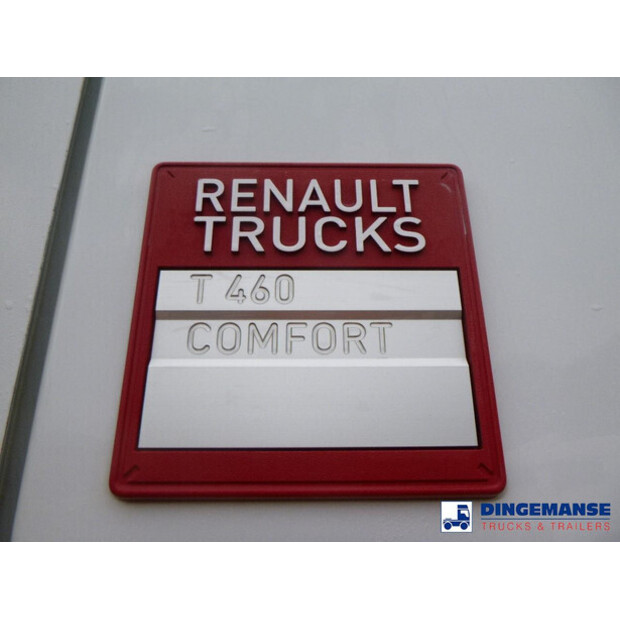 RENAULT
TRUCKS
T 460
COMFORT
DINGEMANSE
TRUCKS & TRAILERS